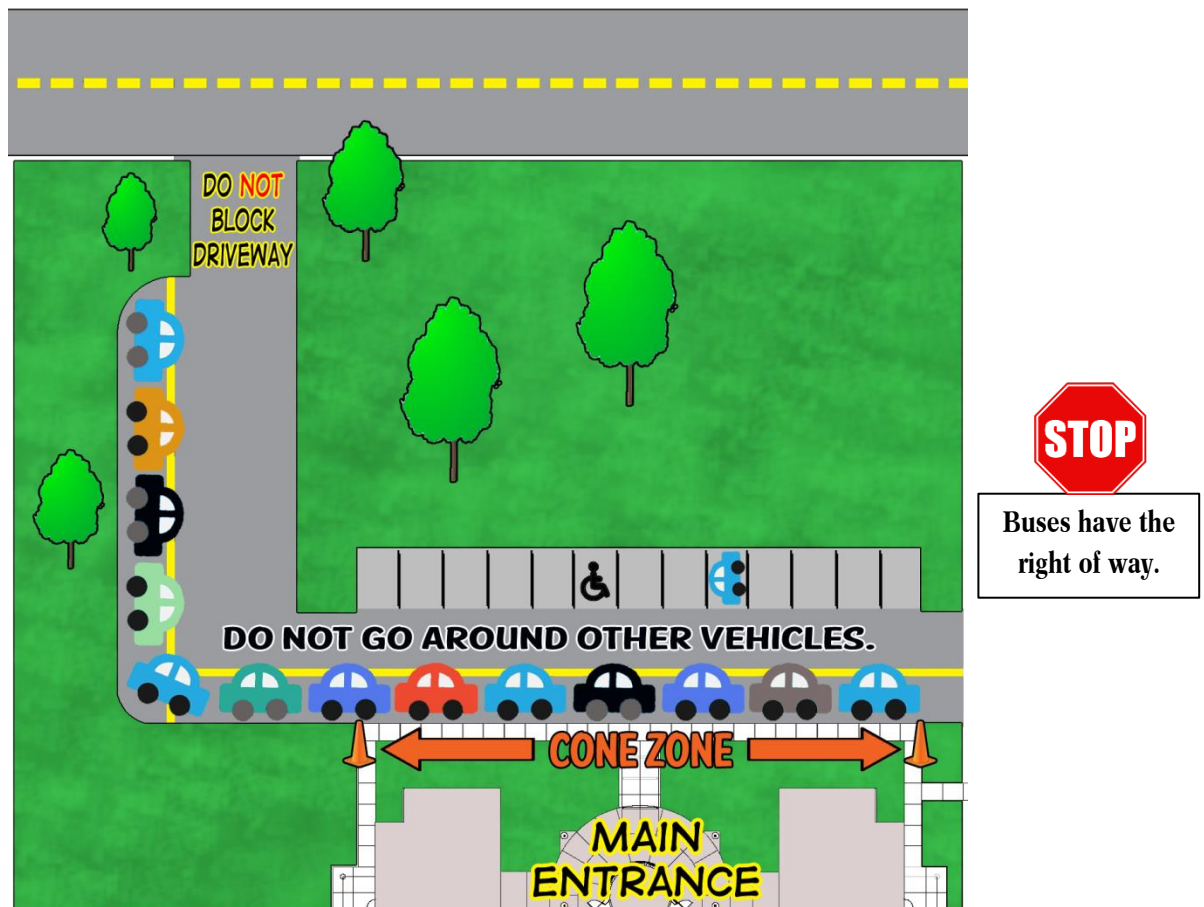 DO NOT
BLOCK
DRIVEWAY
STOP
Buses have the
right of way.
DO NOT GO AROUND OTHER VEHICLES.
CONE ZONE
MAIN
ENTRANCE